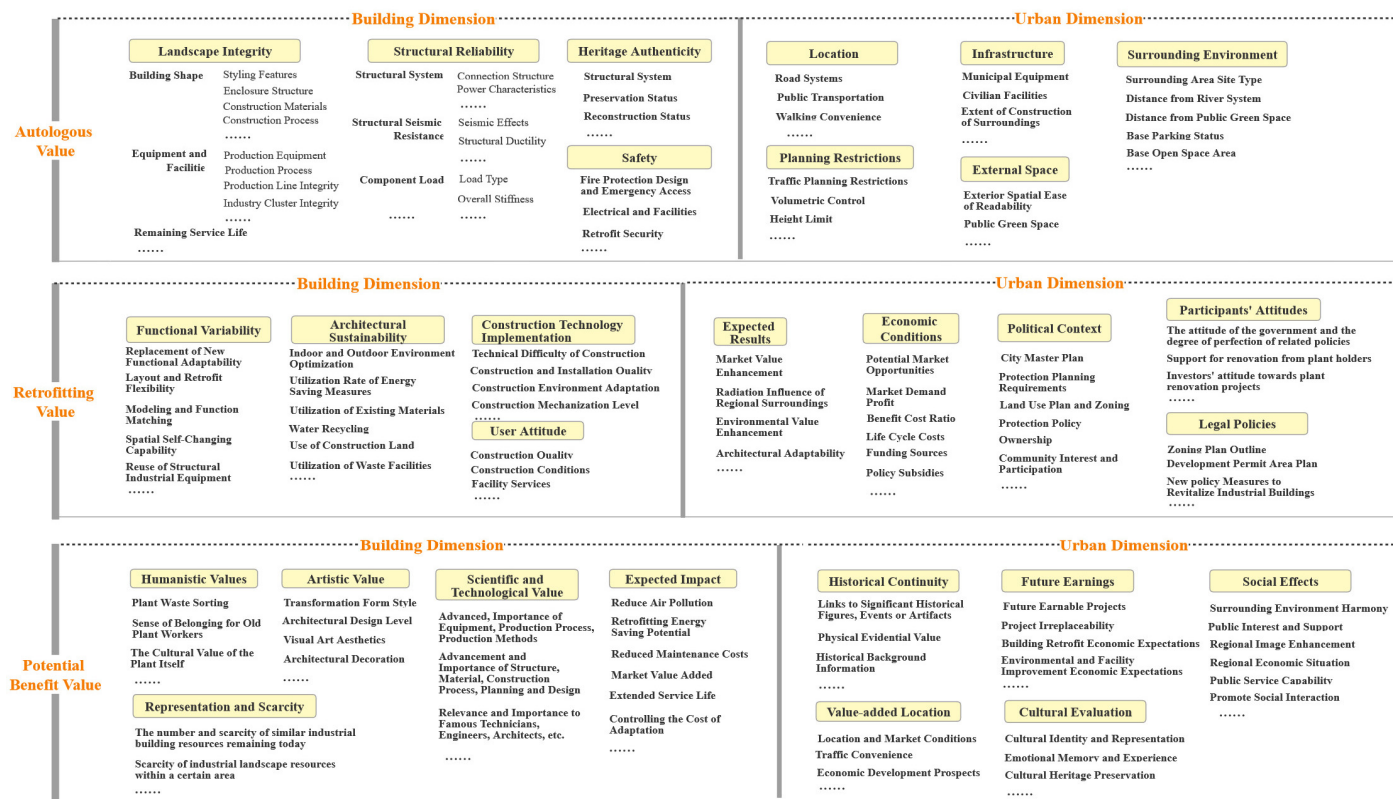 Building Dimension
Urban Dimension
Autologous
Value
Landscape Integrity
Building Shape
Styling Features
Enclosure Structure
Construction Materials
Construction Process
......
Equipment and
Facilitie
Production Equipment
Production Process
Production Line Integrity
Industry Cluster Integrity
......
Remaining Service Life
......
Structural Reliability
Structural System
Connection Structure
Power Characteristics
......
Structural Seismic
Resistance
Seismic Effects
Structural Ductility
......
Component Load
Load Type
Overall Stiffness
......
......
Heritage Authenticity
Structural System
Preservation Status
Reconstruction Status
......
Safety
Fire Protection Design
and Emergency Access
Electrical and Facilities
Retrofit Security
......
Location
Road Systems
Public Transportation
Walking Convenience
......
Planning Restrictions
Traffic Planning Restrictions
Volumetric Control
Height Limit
......
Infrastructure
Municipal Equipment
Civilian Facilities
Extent of Construction
of Surroundings
......
External Space
Exterior Spatial Ease
of Readability
Public Green Space
......
Surrounding Environment
Surrounding Area Site Type
Distance from River System
Distance from Public Green Space
Base Parking Status
Base Open Space Area
......
Building Dimension
Urban Dimension
Retrofitting
Value
Functional Variability
Replacement of New
Functional Adaptability
Layout and Retrofit
Flexibility
Modeling and Function
Matching
Spatial Self-Changing
Capability
Reuse of Structural
Industrial Equipment
......
Architectural
Sustainability
Indoor and Outdoor Environment
Optimization
Utilization Rate of Energy
Saving Measures
Utilization of Existing Materials
Water Recycling
Use of Construction Land
Utilization of Waste Facilities
......
Construction Technology
Implementation
Technical Difficulty of Construction
Construction and Installation Quality
Construction Environment Adaptation
Construction Mechanization Level
......
User Attitude
Construction Quality
Construction Conditions
Facility Services
......
Expected
Results
Market Value
Enhancement
Radiation Influence of
Regional Surroundings
Environmental Value
Enhancement
Architectural Adaptability
......
Economic
Conditions
Potential Market
Opportunities
Market Demand
Profit
Benefit Cost Ratio
Life Cycle Costs
Funding Sources
Policy Subsidies
......
Political Context
City Master Plan
Protection Planning
Requirements
Land Use Plan and Zoning
Protection Policy
Ownership
Community Interest and
Participation
......
Participants' Attitudes
The attitude of the government and the
degree of perfection of related policies
Support for renovation from plant holders
Investors' attitude towards plant
renovation projects
......
Legal Policies
Zoning Plan Outline
Development Permit Area Plan
New policy Measures to
Revitalize Industrial Buildings
......
Building Dimension
Urban Dimension
Potential
Benefit Value
Humanistic Values
Plant Waste Sorting
Sense of Belonging for Old
Plant Workers
The Cultural Value of the
Plant Itself
......
Artistic Value
Transformation Form Style
Architectural Design Level
Visual Art Aesthetics
Architectural Decoration
......
Representation and Scarcity
The number and scarcity of similar industrial
building resources remaining today
Scarcity of industrial landscape resources
within a certain area
......
Scientific and
Technological Value
Advanced, Importance of
Equipment, Production Process,
Production Methods
Advancement and
Importance of Structure,
Material, Construction
Process, Planning and Design
Relevance and Importance to
Famous Technicians,
Engineers, Architects, etc.
......
Expected Impact
Reduce Air Pollution
Retrofitting Energy
Saving Potential
Reduced Maintenance Costs
Market Value Added
Extended Service Life
Controlling the Cost of
Adaptation
......
Historical Continuity
Links to Significant Historical
Figures, Events or Artifacts
Physical Evidential Value
Historical Background
Information
......
Value-added Location
Location and Market Conditions
Traffic Convenience
Economic Development Prospects
......
Future Earnings
Future Earnable Projects
Project Irreplaceability
Building Retrofit Economic Expectations
Environmental and Facility
Improvement Economic Expectations
......
Cultural Evaluation
Cultural Identity and Representation
Emotional Memory and Experience
Cultural Heritage Preservation
......
Social Effects
Surrounding Environment Harmony
Public Interest and Support
Regional Image Enhancement
Regional Economic Situation
Public Service Capability
Promote Social Interaction
......